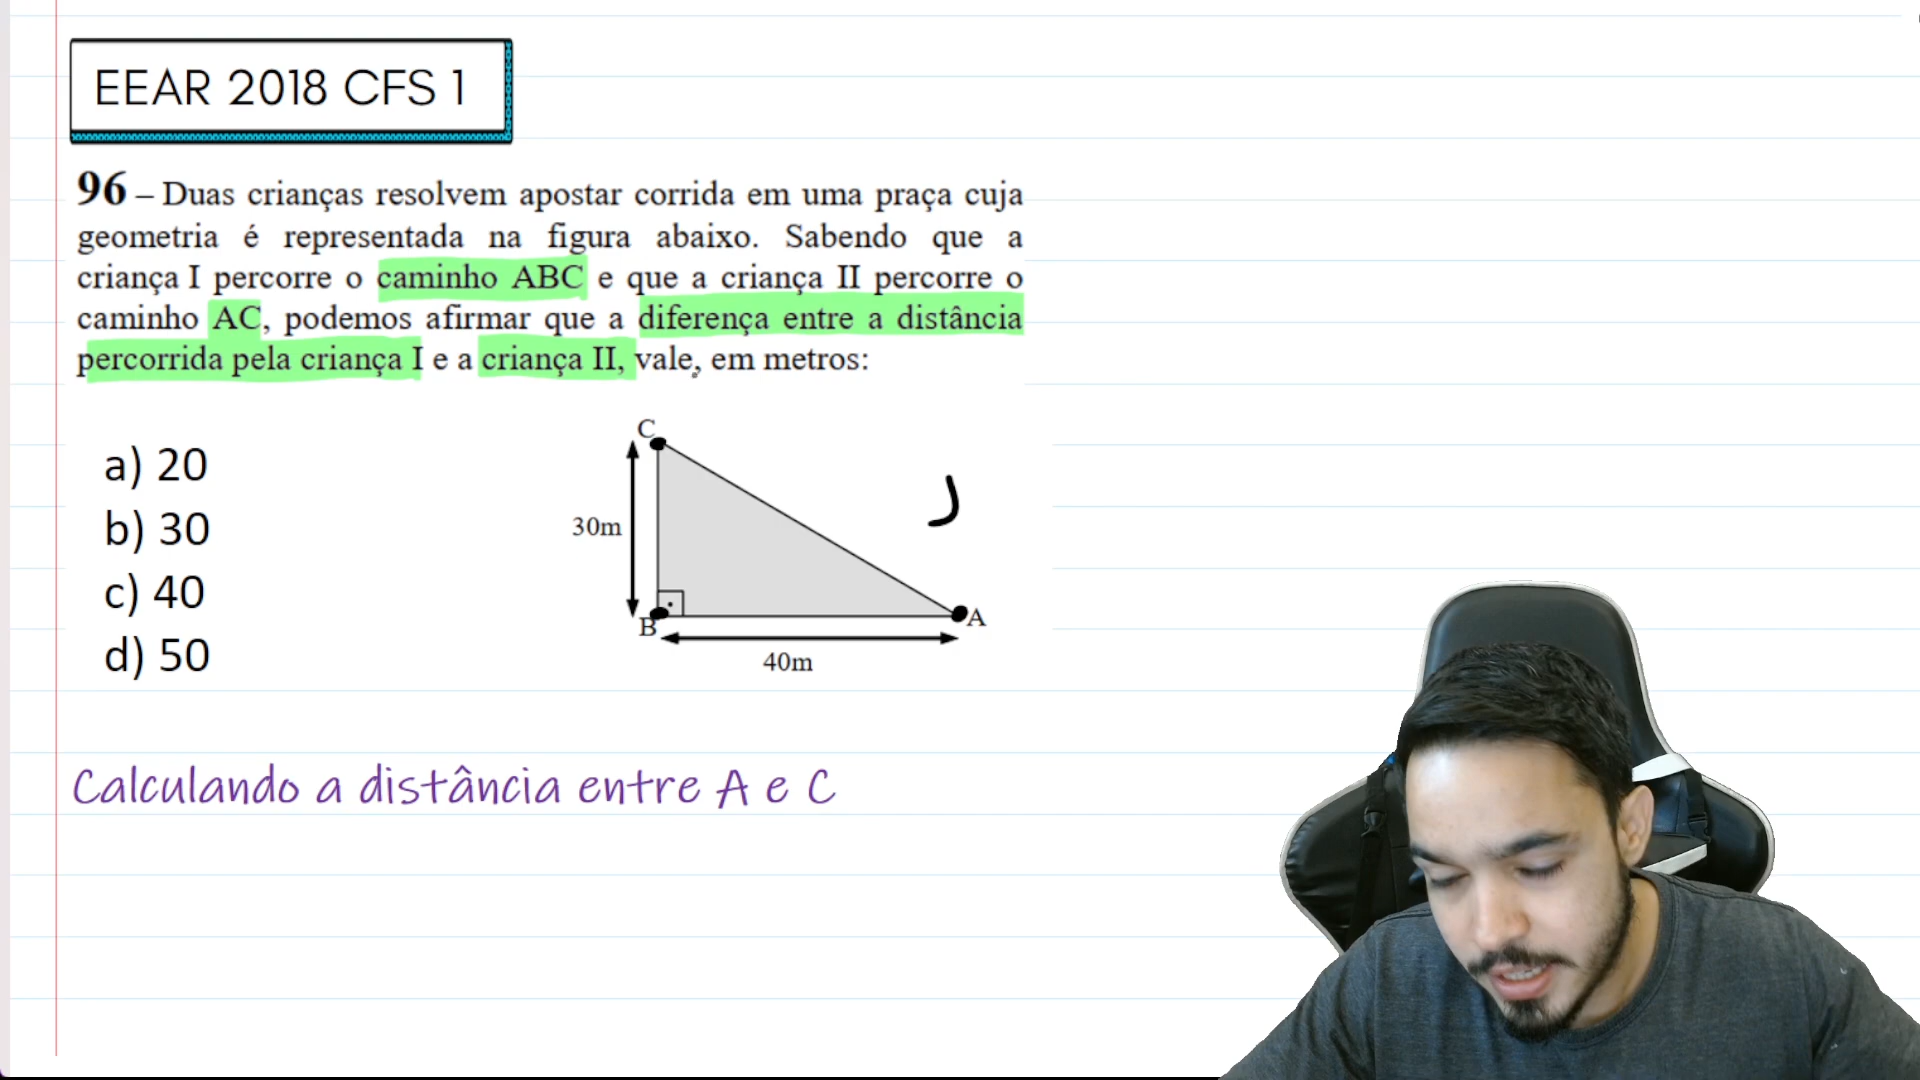 EEAR 2018 CFS 1
96 – Duas crianças resolvem apostar corrida em uma praça cuja
geometria é representada na figura abaixo. Sabendo que a
criança I percorre o caminho ABC e que a criança II percorre o
caminho AC, podemos afirmar que a diferença entre a distância
percorrida pela criança I e a criança II, vale, em metros:
a) 20
b) 30
c) 40
d) 50
C
30m
B
A
40m
Calculando a distância entre A e C